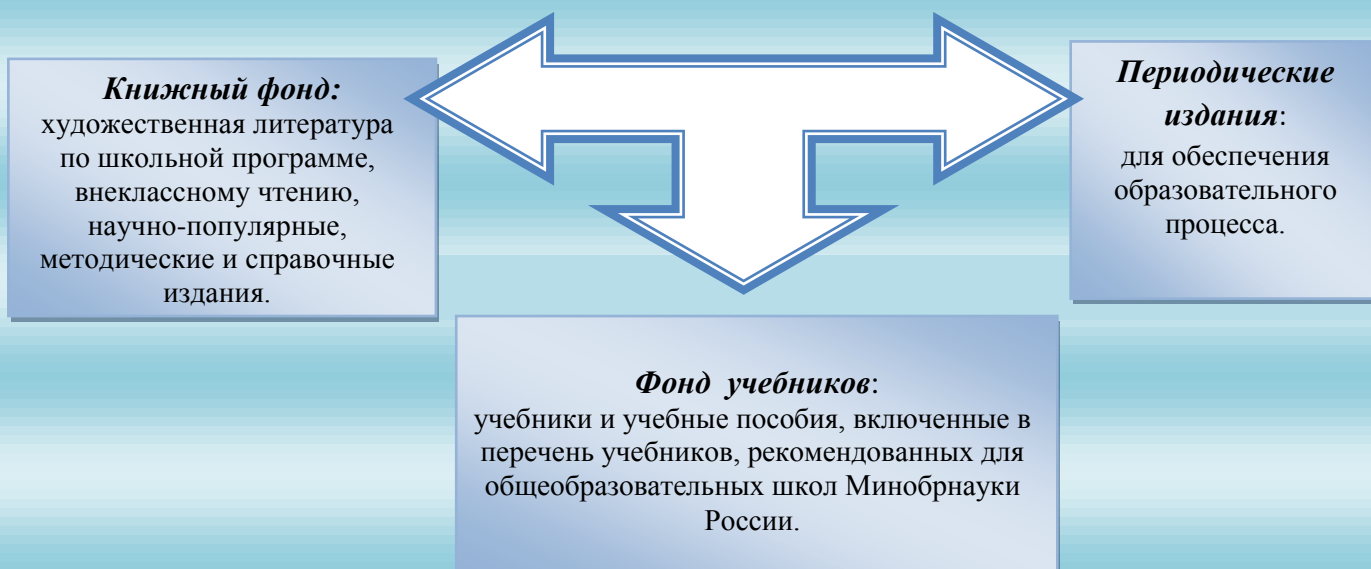 Книжный фонд:
художественная литература
по школьной программе,
внеклассному чтению,
научно-популярные,
методические и справочные
издания.
Периодические
издания:
для обеспечения
образовательного
процесса.
Фонд учебников:
учебники и учебные пособия, включенные в
перечень учебников, рекомендованных для
общеобразовательных школ Минобрнауки
России.